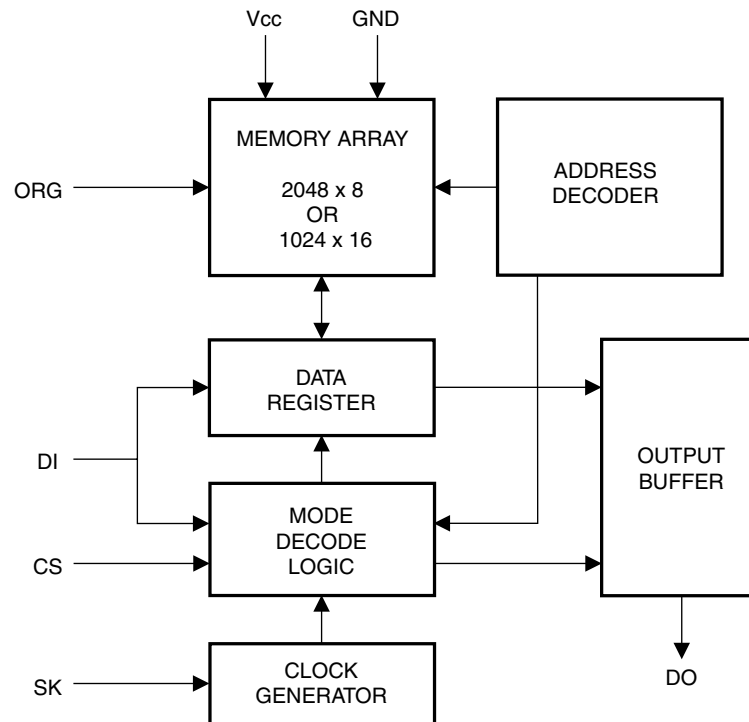 Vcc
GND
MEMORY ARRAY
2048 x 8
OR
1024 x 16
ADDRESS
DECODER
ORG
DATA
REGISTER
DI
OUTPUT
BUFFER
MODE
DECODE
LOGIC
CS
CLOCK
GENERATOR
SK
DO